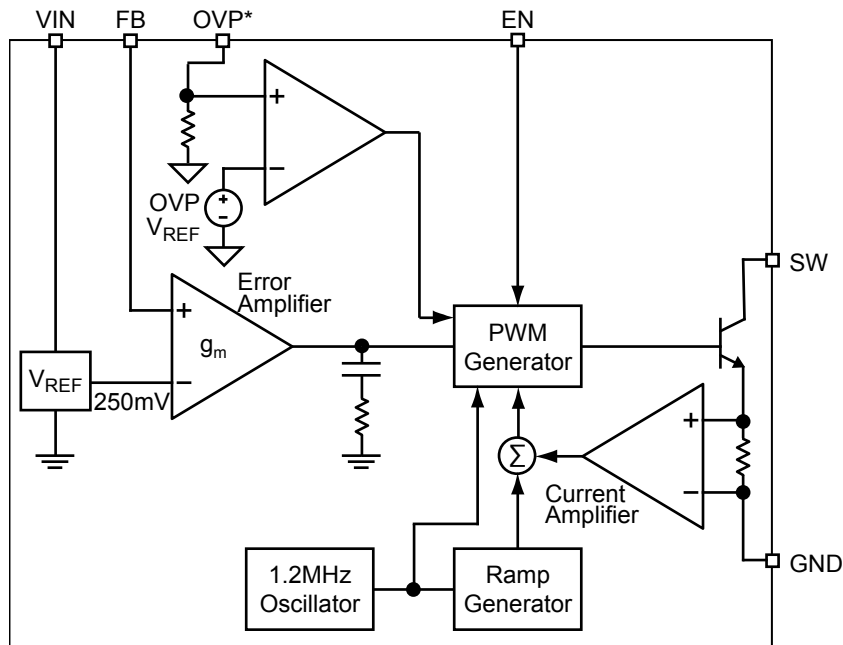 VIN FB OVP* EN
+
−
OVP
VREF
+
−
Error
Amplifier
SW
+
gm
−
VREF
250mV
PWM
Generator
+
−
Σ
Current
Amplifier
GND
1.2MHz
Oscillator
Ramp
Generator